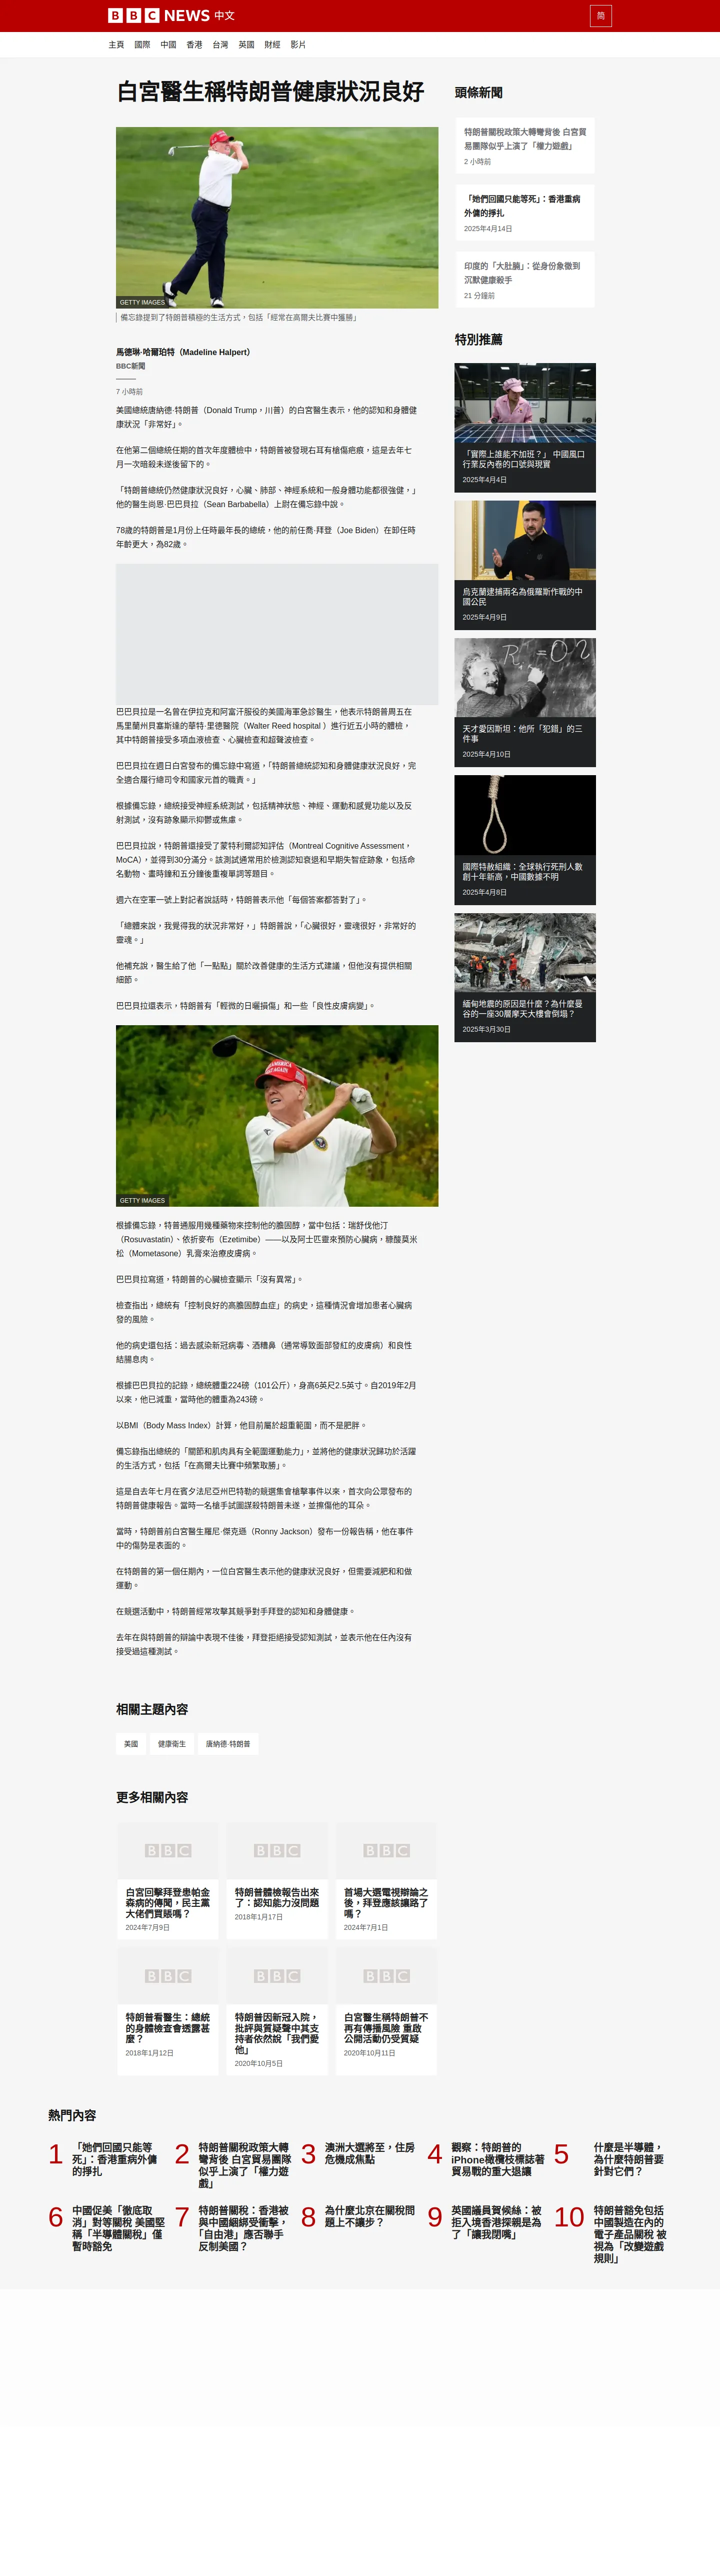 BBC NEWS 中文
简
主頁 國際 中國 香港 台灣 英國 財經 影片
白宮醫生稱特朗普健康狀況良好
GETTY IMAGES
備忘錄提到了特朗普積極的生活方式，包括「經常在高爾夫比賽中獲勝」
馬德琳·哈爾珀特（Madeline Halpert）
BBC新聞
7 小時前
美國總統唐納德·特朗普（Donald Trump，川普）的白宮醫生表示，他的認知和身體健
康狀況「非常好」。
在他第二個總統任期的首次年度體檢中，特朗普被發現右耳有槍傷疤痕，這是去年七
月一次暗殺未遂後留下的。
「特朗普總統仍然健康狀況良好，心臟、肺部、神經系統和一般身體功能都很強健，」
他的醫生尚恩·巴巴貝拉（Sean Barbabella）上尉在備忘錄中說。
78歲的特朗普是1月份上任時最年長的總統，他的前任喬·拜登（Joe Biden）在卸任時
年齡更大，為82歲。
巴巴貝拉是一名曾在伊拉克和阿富汗服役的美國海軍急診醫生，他表示特朗普周五在
馬里蘭州貝塞斯達的華特·里德醫院（Walter Reed hospital ）進行近五小時的體檢，
其中特朗普接受多項血液檢查、心臟檢查和超聲波檢查。
巴巴貝拉在週日白宮發布的備忘錄中寫道，「特朗普總統認知和身體健康狀況良好，完
全適合履行總司令和國家元首的職責。」
根據備忘錄，總統接受神經系統測試，包括精神狀態、神經、運動和感覺功能以及反
射測試，沒有跡象顯示抑鬱或焦慮。
巴巴貝拉說，特朗普還接受了蒙特利爾認知評估（Montreal Cognitive Assessment，
MoCA），並得到30分滿分。該測試通常用於檢測認知衰退和早期失智症跡象，包括命
名動物、畫時鐘和五分鐘後重複單詞等題目。
週六在空軍一號上對記者說話時，特朗普表示他「每個答案都答對了」。
「總體來說，我覺得我的狀況非常好，」特朗普說，「心臟很好，靈魂很好，非常好的
靈魂。」
他補充說，醫生給了他「一點點」關於改善健康的生活方式建議，但他沒有提供相關
細節。
巴巴貝拉還表示，特朗普有「輕微的日曬損傷」和一些「良性皮膚病變」。
GETTY IMAGES
根據備忘錄，特普通服用幾種藥物來控制他的膽固醇，當中包括：瑞舒伐他汀
（Rosuvastatin）、依折麥布（Ezetimibe）——以及阿士匹靈來預防心臟病，糠酸莫米
松（Mometasone）乳膏來治療皮膚病。
巴巴貝拉寫道，特朗普的心臟檢查顯示「沒有異常」。
檢查指出，總統有「控制良好的高膽固醇血症」的病史，這種情況會增加患者心臟病
發的風險。
他的病史還包括：過去感染新冠病毒、酒糟鼻（通常導致面部發紅的皮膚病）和良性
結腸息肉。
根據巴巴貝拉的記錄，總統體重224磅（101公斤），身高6英尺2.5英寸。自2019年2月
以來，他已減重，當時他的體重為243磅。
以BMI（Body Mass Index）計算，他目前屬於超重範圍，而不是肥胖。
備忘錄指出總統的「關節和肌肉具有全範圍運動能力」，並將他的健康狀況歸功於活躍
的生活方式，包括「在高爾夫比賽中頻繁取勝」。
這是自去年七月在賓夕法尼亞州巴特勒的競選集會槍擊事件以來，首次向公眾發布的
特朗普健康報告。當時一名槍手試圖謀殺特朗普未遂，並擦傷他的耳朵。
當時，特朗普前白宮醫生羅尼·傑克遜（Ronny Jackson）發布一份報告稱，他在事件
中的傷勢是表面的。
在特朗普的第一個任期內，一位白宮醫生表示他的健康狀況良好，但需要減肥和和做
運動。
在競選活動中，特朗普經常攻擊其競爭對手拜登的認知和身體健康。
去年在與特朗普的辯論中表現不佳後，拜登拒絕接受認知測試，並表示他在任內沒有
接受過這種測試。
相關主題內容
美國 健康衛生 唐納德·特朗普
更多相關內容
白宮回擊拜登患帕金
森病的傳聞，民主黨
大佬們買賬嗎？
2024年7月9日
特朗普體檢報告出來
了：認知能力沒問題
2018年1月17日
首場大選電視辯論之
後，拜登應該讓路了
嗎？
2024年7月1日
特朗普看醫生：總統
的身體檢查會透露甚
麼？
2018年1月12日
特朗普因新冠入院，
批評與質疑聲中其支
持者依然說「我們愛
他」
2020年10月5日
白宮醫生稱特朗普不
再有傳播風險 重啟
公開活動仍受質疑
2020年10月11日
頭條新聞
特朗普關稅政策大轉彎背後 白宮貿
易團隊似乎上演了「權力遊戲」
2 小時前
「她們回國只能等死」：香港重病
外傭的掙扎
2025年4月14日
印度的「大肚腩」：從身份象徵到
沉默健康殺手
21 分鐘前
特別推薦
「實際上誰能不加班？」 中國風口
行業反內卷的口號與現實
2025年4月4日
烏克蘭逮捕兩名為俄羅斯作戰的中
國公民
2025年4月9日
天才愛因斯坦：他所「犯錯」的三
件事
2025年4月10日
國際特赦組織：全球執行死刑人數
創十年新高，中國數據不明
2025年4月8日
緬甸地震的原因是什麼？為什麼曼
谷的一座30層摩天大樓會倒塌？
2025年3月30日
熱門內容
1 「她們回國只能等
死」：香港重病外傭
的掙扎
2 特朗普關稅政策大轉
彎背後 白宮貿易團隊
似乎上演了「權力遊
戲」
3 澳洲大選將至，住房
危機成焦點
4 觀察：特朗普的
iPhone橄欖枝標誌著
貿易戰的重大退讓
5 什麼是半導體，
為什麼特朗普要
針對它們？
6 中國促美「徹底取
消」對等關稅 美國堅
稱「半導體關稅」僅
暫時豁免
7 特朗普關稅：香港被
與中國綑綁受衝擊，
「自由港」應否聯手
反制美國？
8 為什麼北京在關稅問
題上不讓步？
9 英國議員賀候絲：被
拒入境香港探親是為
了「讓我閉嘴」
10 特朗普豁免包括
中國製造在內的
電子產品關稅 被
視為「改變遊戲
規則」